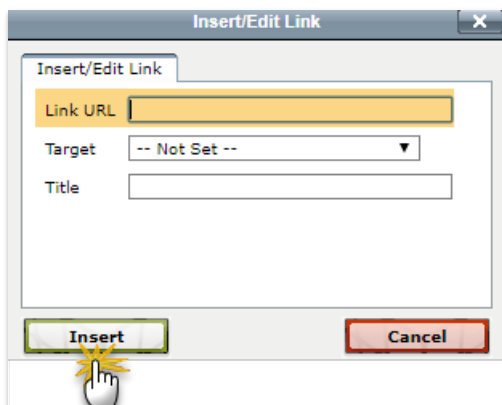 Insert/Edit Link
X
Insert/Edit Link
Link URL
Target -- Not Set --
Title
Insert Cancel